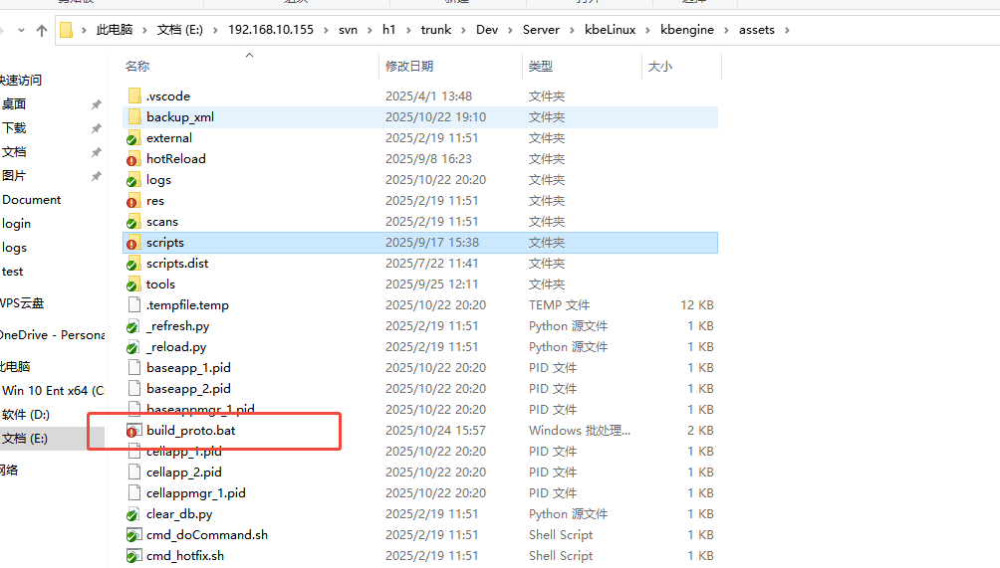 此电脑 › 文档 (E:) › 192.168.10.155 › svn › h1 › trunk › Dev › Server › kbeLinux › kbengine › assets ›
名称 修改日期 类型 大小
快速访问
桌面
下载
文档
图片
Document
login
logs
test
WPS云盘
OneDrive - Persona
此电脑
Win 10 Ent x64 (C:
软件 (D:)
文档 (E:)
网络
.vscode 2025/4/1 13:48 文件夹
backup_xml 2025/10/22 19:10 文件夹
external 2025/2/19 11:51 文件夹
hotReload 2025/9/8 16:23 文件夹
logs 2025/10/22 20:20 文件夹
res 2025/2/19 11:51 文件夹
scans 2025/2/19 11:51 文件夹
scripts 2025/9/17 15:38 文件夹
scripts.dist 2025/7/22 11:41 文件夹
tools 2025/9/25 12:11 文件夹
.tempfile.temp 2025/10/22 20:20 TEMP 文件 12 KB
_refresh.py 2025/2/19 11:51 Python 源文件 1 KB
_reload.py 2025/2/19 11:51 Python 源文件 1 KB
baseapp_1.pid 2025/10/22 20:20 PID 文件 1 KB
baseapp_2.pid 2025/10/22 20:20 PID 文件 1 KB
baseappmgr_1.pid 2025/10/22 20:20 PID 文件 1 KB
build_proto.bat 2025/10/24 15:57 Windows 批处理... 2 KB
cellapp_1.pid 2025/10/22 20:20 PID 文件 1 KB
cellapp_2.pid 2025/10/22 20:20 PID 文件 1 KB
cellappmgr_1.pid 2025/10/22 20:20 PID 文件 1 KB
clear_db.py 2025/2/19 11:51 Python 源文件 1 KB
cmd_doCommand.sh 2025/2/19 11:51 Shell Script 1 KB
cmd_hotfix.sh 2025/2/19 11:51 Shell Script 1 KB